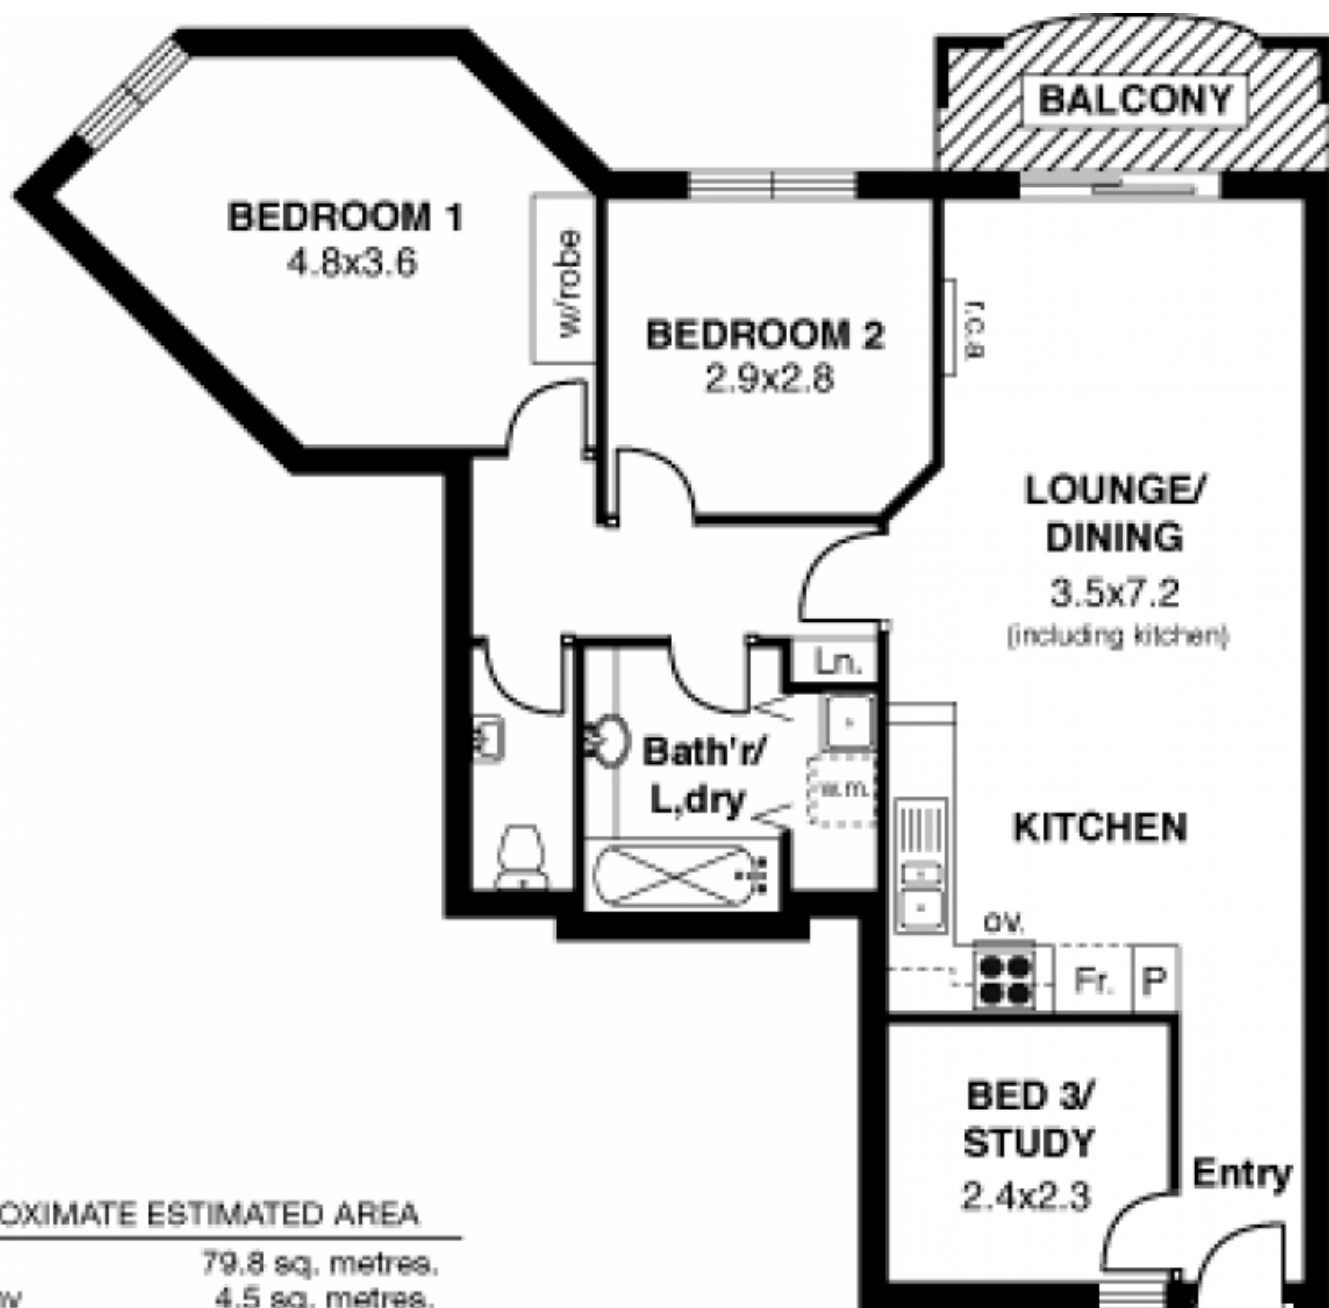 BALCONY
BEDROOM 1
4.8x3.6
w/robe
BEDROOM 2
2.9x2.8
r.c.a
LOUNGE/
DINING
3.5x7.2
(including kitchen)
Ln.
Bath'r/
L,dry
w.m.
KITCHEN
ov.
Fr.
P
BED 3/
STUDY
2.4x2.3
Entry
OXIMATE ESTIMATED AREA
79.8 sq. metres.
ny 4.5 sq. metres.